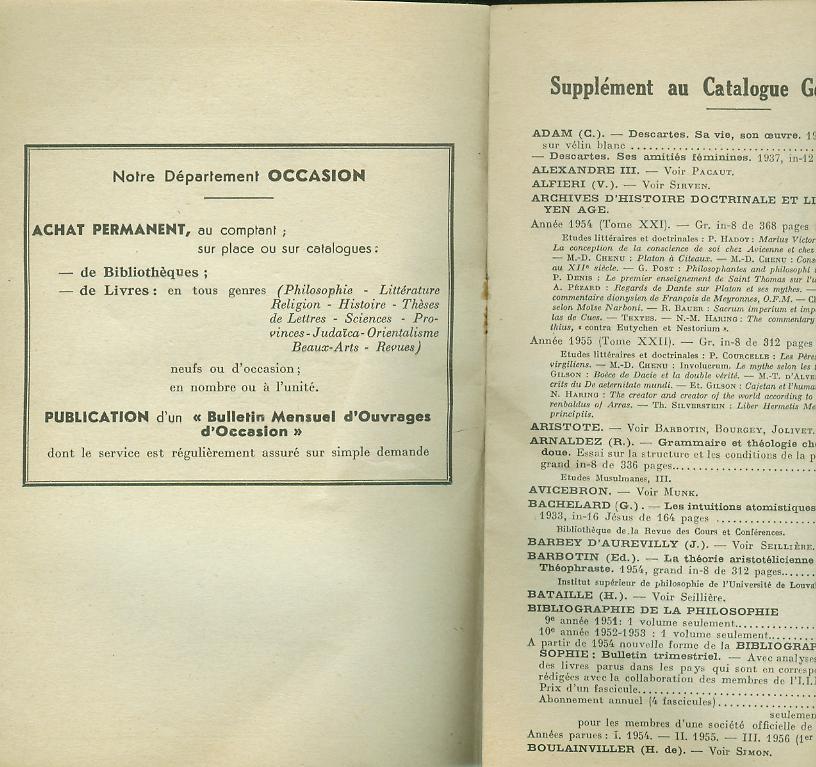 Notre Département OCCASION
ACHAT PERMANENT, au comptant ;
sur place ou sur catalogues :
— de Bibliothèques ;
— de Livres : en tous genres (Philosophie - Littérature
Religion - Histoire - Thèses
de Lettres - Sciences - Pro-
vinces-Judaïca-Orientalisme
Beaux-Arts - Revues)
neufs ou d'occasion ;
en nombre ou à l'unité.
PUBLICATION d'un « Bulletin Mensuel d'Ouvrages
d'Occasion »
dont le service est régulièrement assuré sur simple demande
Supplément au Catalogue G
ADAM (C.). — Descartes. Sa vie, son œuvre. 1
sur vélin blanc ..............................
— Descartes. Ses amitiés féminines. 1937, in-12
ALEXANDRE III. — Voir PACAUT.
ALFIERI (V.). — Voir SIRVEN.
ARCHIVES D'HISTOIRE DOCTRINALE ET LI
YEN AGE.
Année 1954 (Tome XXI). — Gr. in-8 de 368 pages
Etudes littéraires et doctrinales : P. HADOT : Marius Victor
La conception de la conscience de soi chez Avicenne et chez
— M.-D. CHENU : Platon à Citeaux. — M.-D. CHENU : Cons
au XIIe siècle. — G. POST : Philosophantes and philosophi
P. DENIS : Le premier enseignement de Saint Thomas sur l'u
A. PÉZARD : Regards de Dante sur Platon et ses mythes. — Ch
commentaire dionysien de François de Meyronnes, O.F.M. — Ch
selon Moïse Narboni. — R. BAUER : Sacrum imperium et imp
las de Cues. — TEXTES. — N.-M. HARING : The commentary
thius, « contra Eutychen et Nestorium ».
Année 1955 (Tome XXII). — Gr. in-8 de 312 pages
Etudes littéraires et doctrinales : P. COURCELLE : Les Pères
virgiliens. — M.-D. CHENU : Involucrum. Le mythe selon les
GILSON : Boèce de Dacie et la double vérité. — M.-T. D'ALVE
crits du De aeternitate mundi. — Et. GILSON : Cajetan et l'huma
N. HARING : The creator and creator of the world according to
renbaldus of Arras. — Th. SILVERSTEIN : Liber Hermetis Me
principiis.
ARISTOTE. — Voir BARBOTIN, BOURGEY, JOLIVET.
ARNALDEZ (R.). — Grammaire et théologie che
doue. Essai sur la structure et les conditions de la p
grand in-8 de 336 pages..............................
Etudes Musulmanes, III.
AVICEBRON. — Voir MUNK.
BACHELARD (G.). — Les intuitions atomistiques
1933, in-16 Jésus de 164 pages ....................
Bibliothèque de la Revue des Cours et Conférences.
BARBEY D'AUREVILLY (J.). — Voir SEILLIÈRE.
BARBOTIN (Ed.). — La théorie aristotélicienne
Théophraste. 1954, grand in-8 de 312 pages......
Institut supérieur de philosophie de l'Université de Louva
BATAILLE (H.). — Voir Seillière.
BIBLIOGRAPHIE DE LA PHILOSOPHIE
9e année 1951 : 1 volume seulement...............
10e année 1952-1953 : 1 volume seulement........
A partir de 1954 nouvelle forme de la BIBLIOGRAP
SOPHIE : Bulletin trimestriel. — Avec analyses
des livres parus dans les pays qui sont en corresp
rédigées avec la collaboration des membres de l'I.I.
Prix d'un fascicule..............................
Abonnement annuel (4 fascicules)................
seulemen
pour les membres d'une société officielle de
Années parues : I. 1954. — II. 1955. — III. 1956 (1er
BOULAINVILLER (H. de). — Voir SIMON.